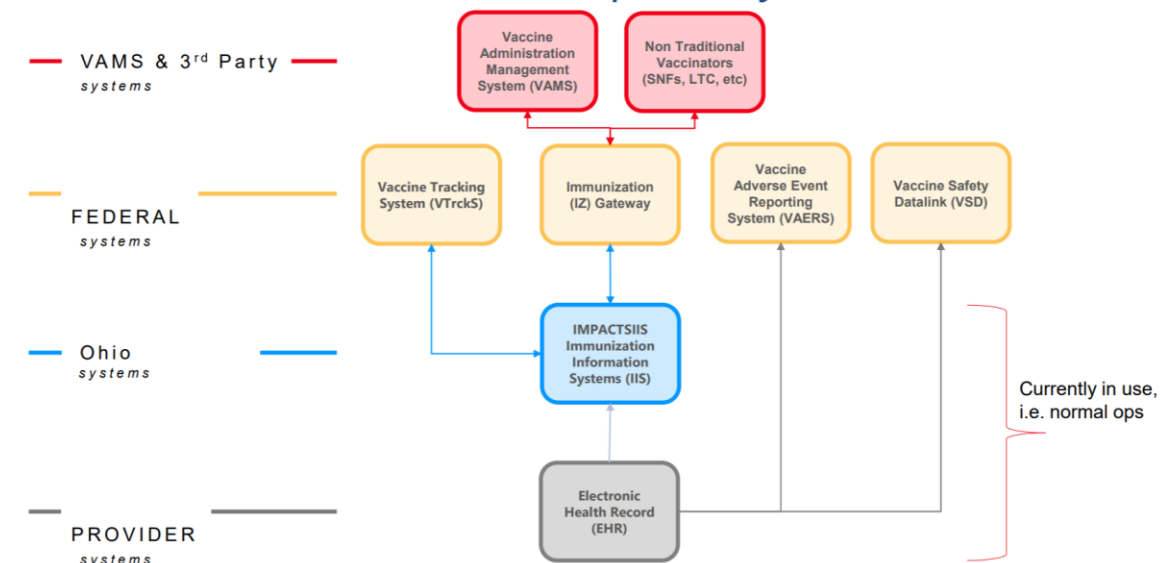 Vaccine
Administration
Management
System (VAMS)
Non Traditional
Vaccinators
(SNFs, LTC, etc)
VAMS & 3rd Party
systems
Vaccine Tracking
System (VTrckS)
Immunization
(IZ) Gateway
Vaccine
Adverse Event
Reporting
System (VAERS)
Vaccine Safety
Datalink (VSD)
FEDERAL
systems
IMPACTSIIS
Immunization
Information
Systems (IIS)
Ohio
systems
Currently in use,
i.e. normal ops
Electronic
Health Record
(EHR)
PROVIDER
systems